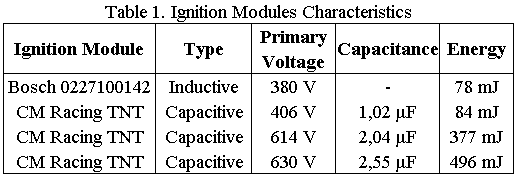 Table 1. Ignition Modules Characteristics
Ignition Module Type Primary Voltage Capacitance Energy
Bosch 0227100142 Inductive 380 V - 78 mJ
CM Racing TNT Capacitive 406 V 1,02 µF 84 mJ
CM Racing TNT Capacitive 614 V 2,04 µF 377 mJ
CM Racing TNT Capacitive 630 V 2,55 µF 496 mJ